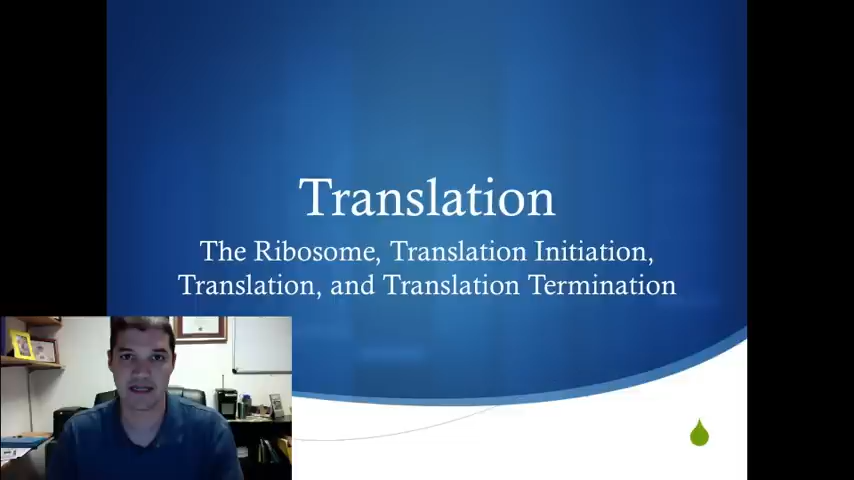 Translation
The Ribosome, Translation Initiation,
Translation, and Translation Termination